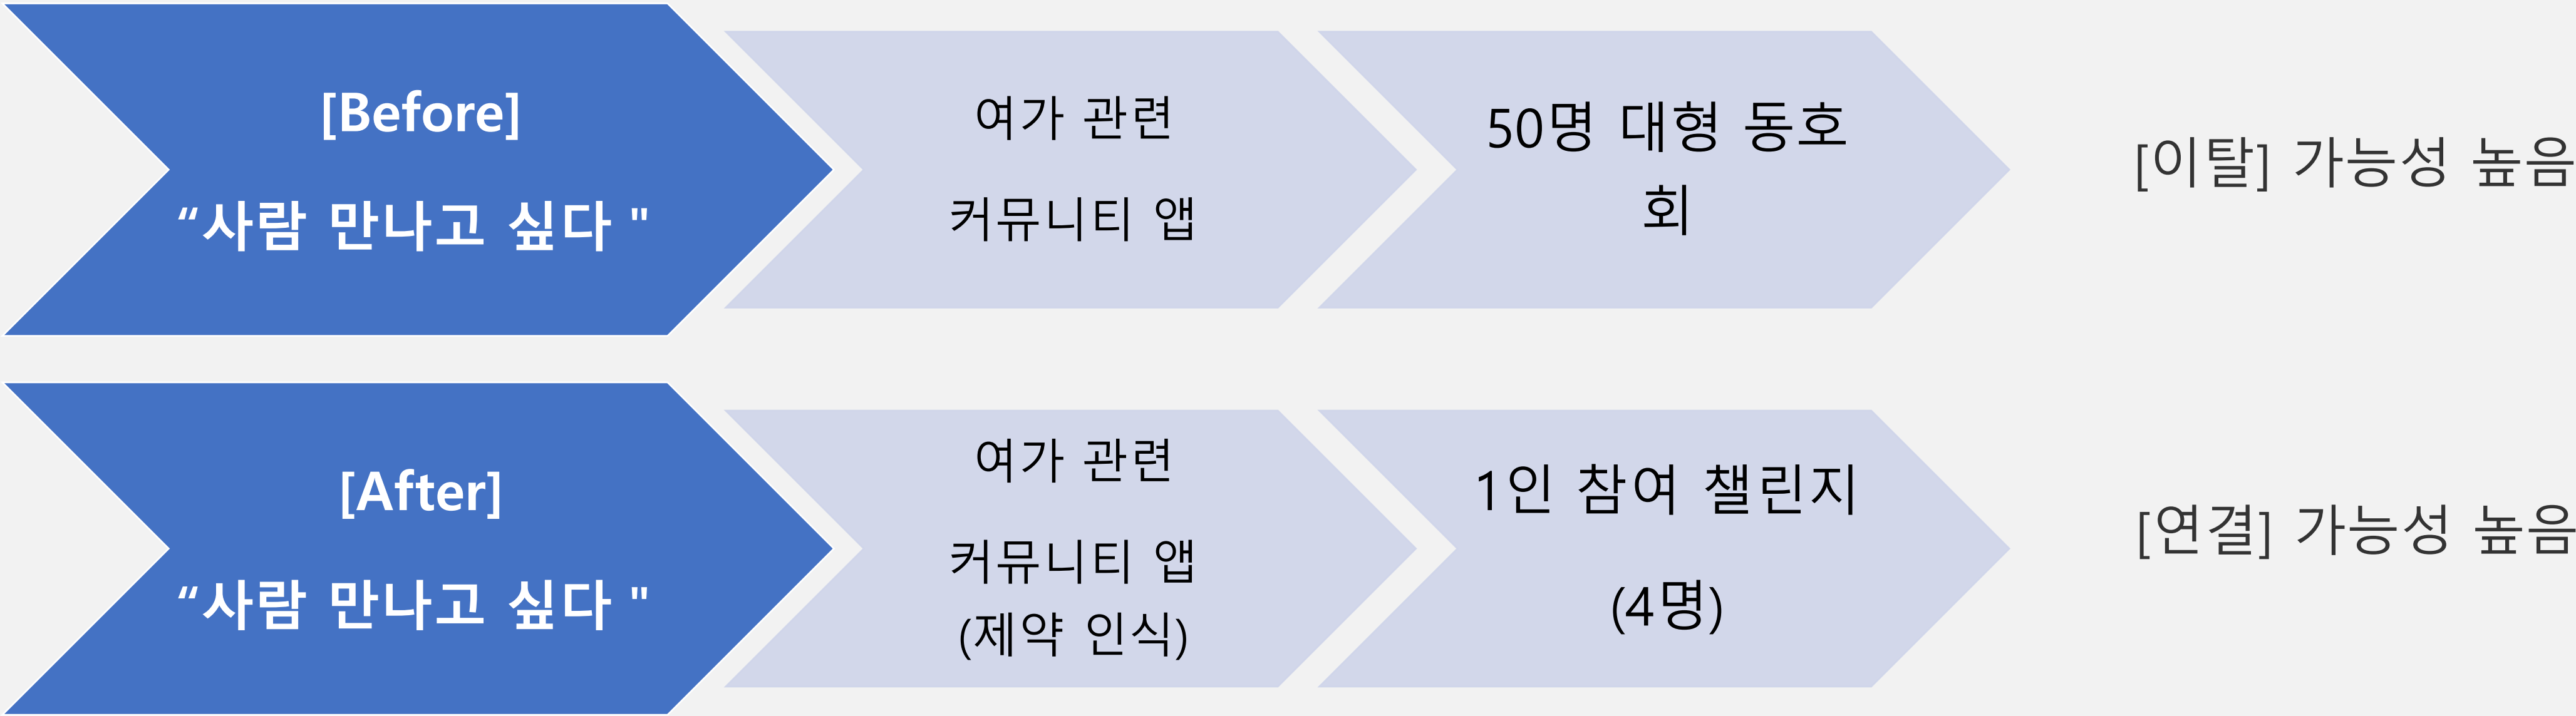 [Before]
“사람 만나고 싶다 "
여가 관련
커뮤니티 앱
50명 대형 동호
회
[이탈] 가능성 높음
[After]
“사람 만나고 싶다 "
여가 관련
커뮤니티 앱
(제약 인식)
1인 참여 챌린지
(4명)
[연결] 가능성 높음